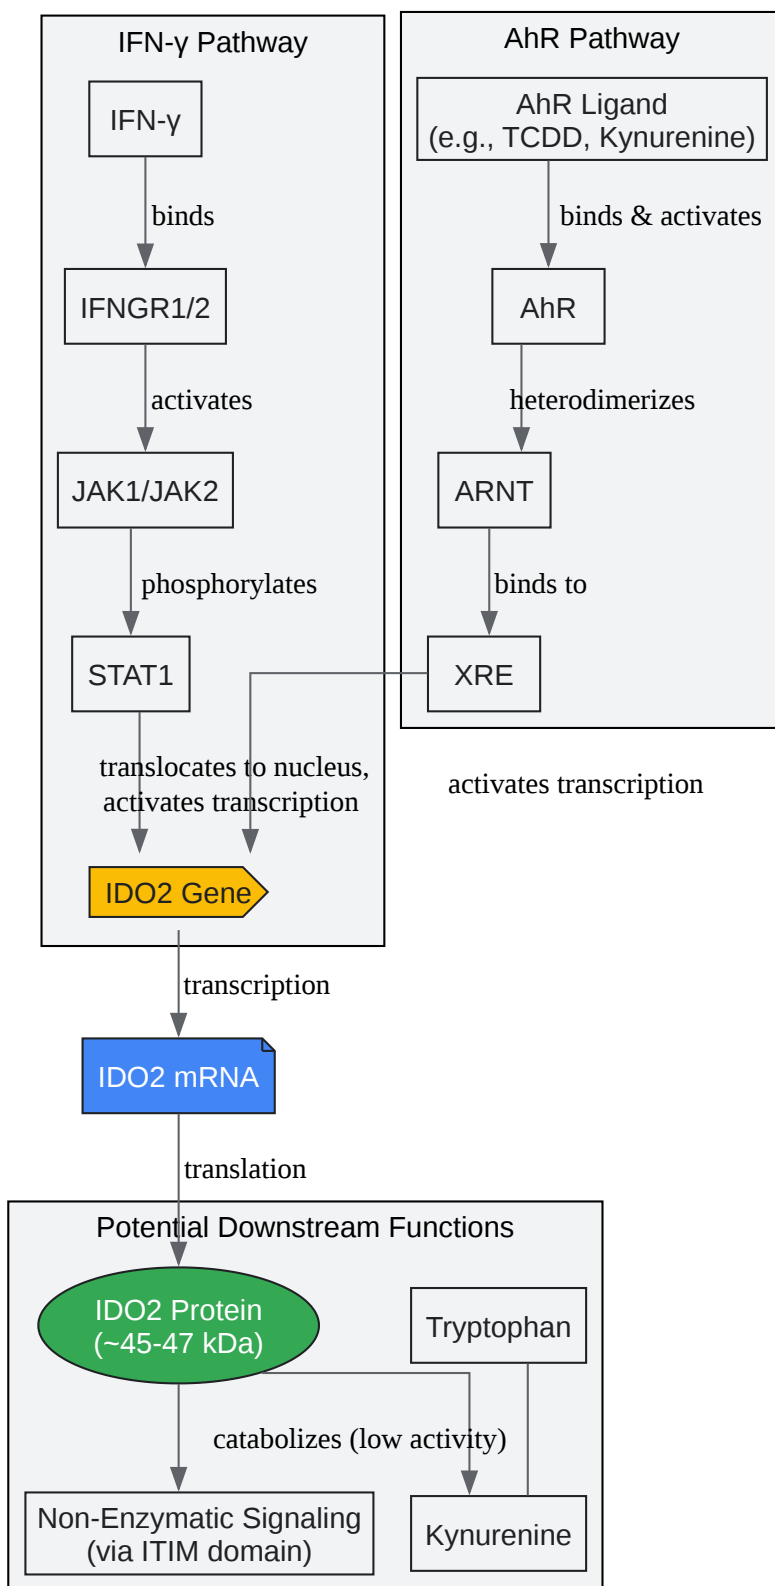 IFN-γ Pathway
IFN-γ
binds
IFNGR1/2
activates
JAK1/JAK2
phosphorylates
STAT1
translocates to nucleus,
activates transcription
IDO2 Gene
AhR Pathway
AhR Ligand
(e.g., TCDD, Kynurenine)
binds & activates
AhR
heterodimerizes
ARNT
binds to
XRE
activates transcription
transcription
IDO2 mRNA
translation
Potential Downstream Functions
IDO2 Protein
(~45-47 kDa)
Tryptophan
catabolizes (low activity)
Non-Enzymatic Signaling
(via ITIM domain)
Kynurenine